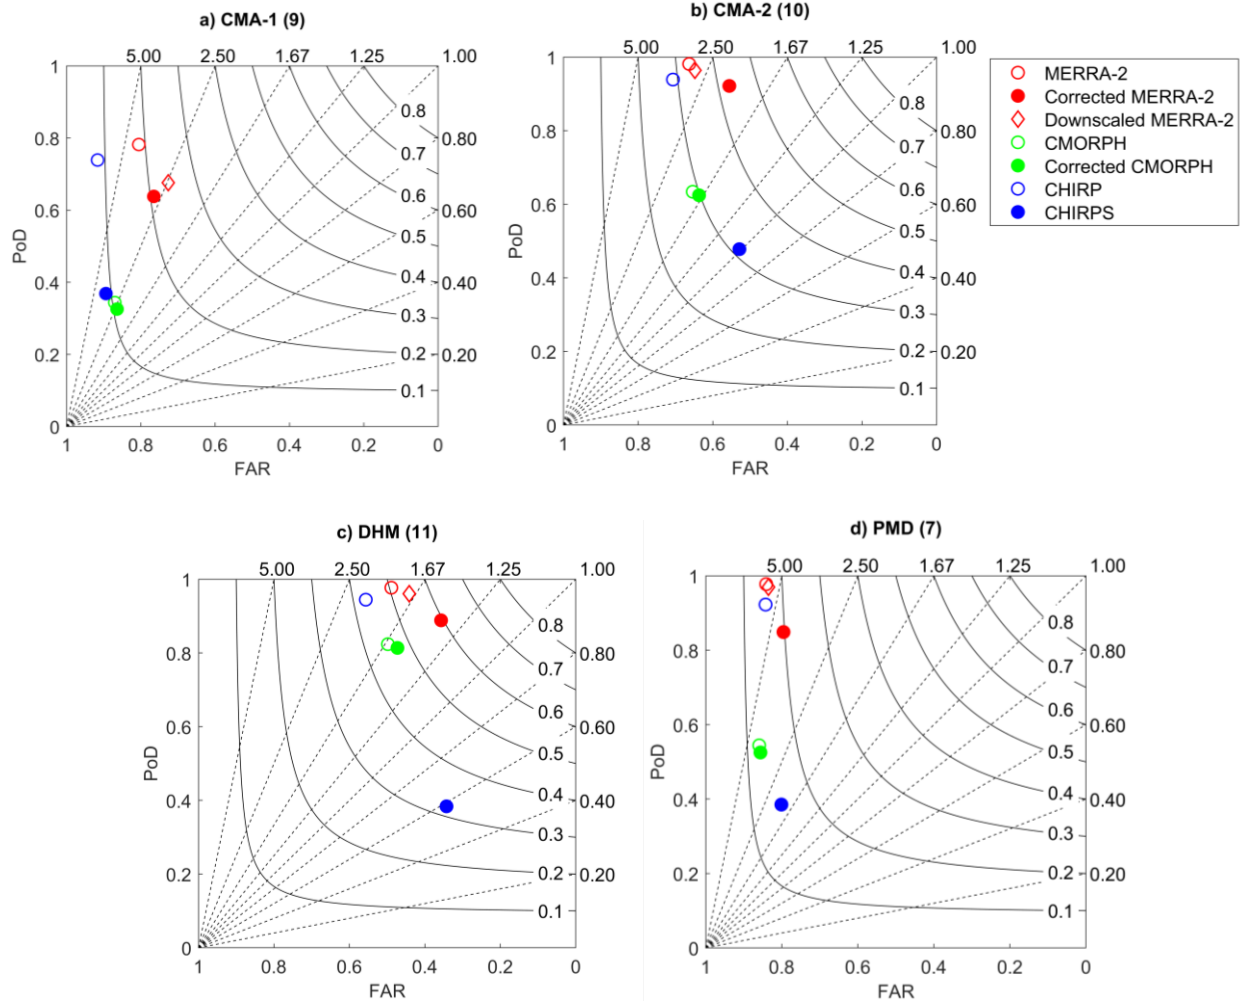 a) CMA-1 (9)
5.00 2.50 1.67 1.25 1.00
1
0.8
0.6
0.4
0.2
0
PoD
0.8
0.7
0.6
0.5
0.4
0.3
0.2
0.1
0.80
0.60
0.40
0.20
1 0.8 0.6 0.4 0.2 0
FAR
b) CMA-2 (10)
5.00 2.50 1.67 1.25 1.00
1
0.8
0.6
0.4
0.2
0
PoD
0.8
0.7
0.6
0.5
0.4
0.3
0.2
0.1
0.80
0.60
0.40
0.20
1 0.8 0.6 0.4 0.2 0
FAR
MERRA-2
Corrected MERRA-2
Downscaled MERRA-2
CMORPH
Corrected CMORPH
CHIRP
CHIRPS
c) DHM (11)
5.00 2.50 1.67 1.25 1.00
1
0.8
0.6
0.4
0.2
0
PoD
0.8
0.7
0.6
0.5
0.4
0.3
0.2
0.1
0.80
0.60
0.40
0.20
1 0.8 0.6 0.4 0.2 0
FAR
d) PMD (7)
5.00 2.50 1.67 1.25 1.00
1
0.8
0.6
0.4
0.2
0
PoD
0.8
0.7
0.6
0.5
0.4
0.3
0.2
0.1
0.80
0.60
0.40
0.20
1 0.8 0.6 0.4 0.2 0
FAR